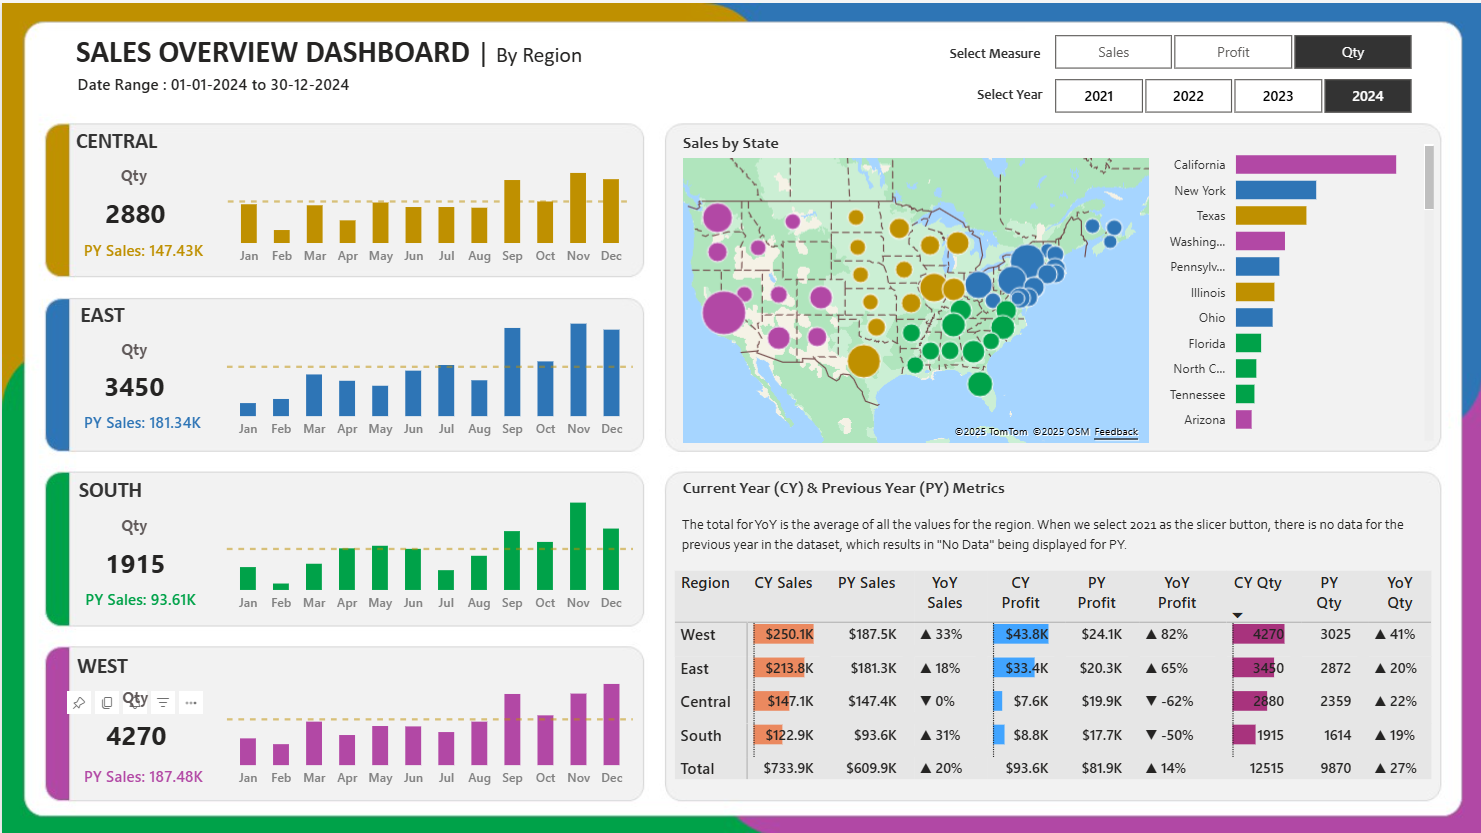 SALES OVERVIEW DASHBOARD | By Region
Date Range : 01-01-2024 to 30-12-2024
Select Measure Sales Profit Qty
Select Year 2021 2022 2023 2024
CENTRAL
Qty
2880
PY Sales: 147.43K
Jan Feb Mar Apr May Jun Jul Aug Sep Oct Nov Dec
EAST
Qty
3450
PY Sales: 181.34K
Jan Feb Mar Apr May Jun Jul Aug Sep Oct Nov Dec
SOUTH
Qty
1915
PY Sales: 93.61K
Jan Feb Mar Apr May Jun Jul Aug Sep Oct Nov Dec
WEST
Qty
4270
PY Sales: 187.48K
Jan Feb Mar Apr May Jun Jul Aug Sep Oct Nov Dec
Sales by State
©2025 TomTom ©2025 OSM Feedback
California
New York
Texas
Washing...
Pennsylv...
Illinois
Ohio
Florida
North C...
Tennessee
Arizona
Current Year (CY) & Previous Year (PY) Metrics
The total for YoY is the average of all the values for the region. When we select 2021 as the slicer button, there is no data for the
previous year in the dataset, which results in "No Data" being displayed for PY.
Region CY Sales PY Sales YoY CY PY YoY CY Qty PY YoY
Sales Profit Profit Profit Qty Qty
West $250.1K $187.5K ▲ 33% $43.8K $24.1K ▲ 82% 4270 3025 ▲ 41%
East $213.8K $181.3K ▲ 18% $33.4K $20.3K ▲ 65% 3450 2872 ▲ 20%
Central $147.1K $147.4K ▼ 0% $7.6K $19.9K ▼ -62% 2880 2359 ▲ 22%
South $122.9K $93.6K ▲ 31% $8.8K $17.7K ▼ -50% 1915 1614 ▲ 19%
Total $733.9K $609.9K ▲ 20% $93.6K $81.9K ▲ 14% 12515 9870 ▲ 27%